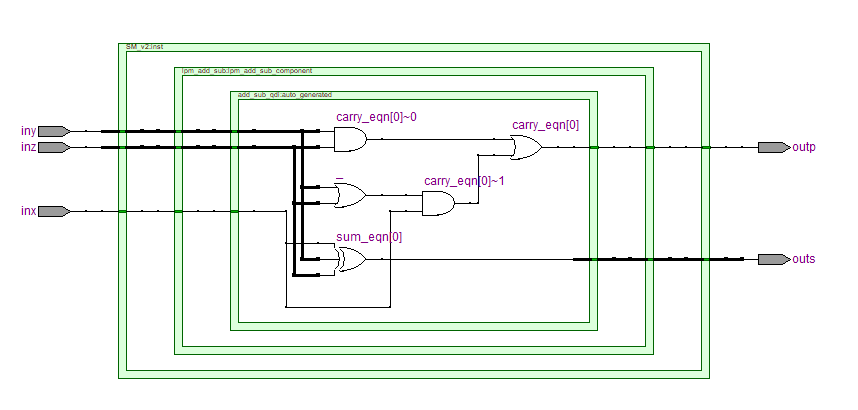 SM_v2:inst
lpm_add_sub:lpm_add_sub_component
add_sub_qdi:auto_generated
carry_eqn[0]~0
carry_eqn[0]
iny
inz
outp
_
carry_eqn[0]~1
inx
sum_eqn[0]
outs